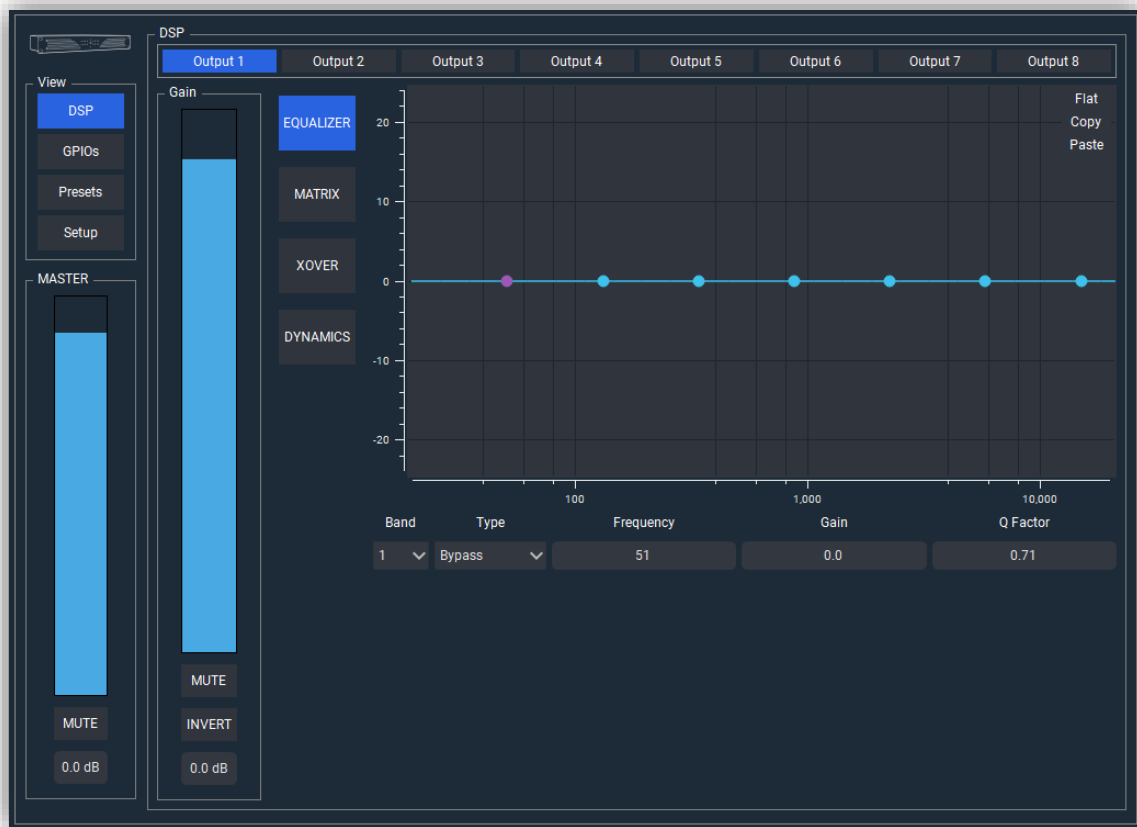 DSP
Output 1 Output 2 Output 3 Output 4 Output 5 Output 6 Output 7 Output 8
View
DSP
GPIOs
Presets
Setup
MASTER
MUTE
0.0 dB
Gain
MUTE
INVERT
0.0 dB
EQUALIZER
MATRIX
XOVER
DYNAMICS
Flat
Copy
Paste
20
10
0
-10
-20
100 1,000 10,000
Band Type Frequency Gain Q Factor
1 Bypass 51 0.0 0.71